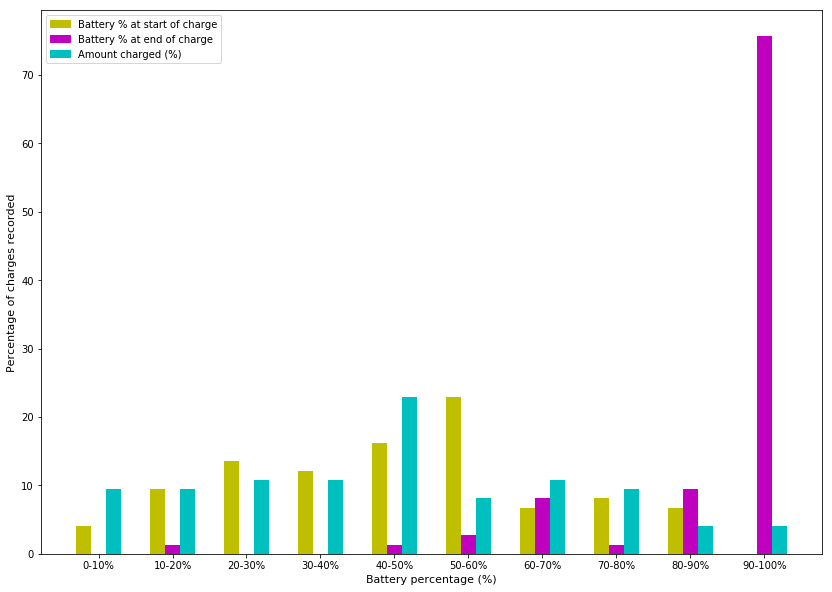 Battery % at start of charge
Battery % at end of charge
Amount charged (%)
Percentage of charges recorded
70
60
50
40
30
20
10
0
0-10% 10-20% 20-30% 30-40% 40-50% 50-60% 60-70% 70-80% 80-90% 90-100%
Battery percentage (%)